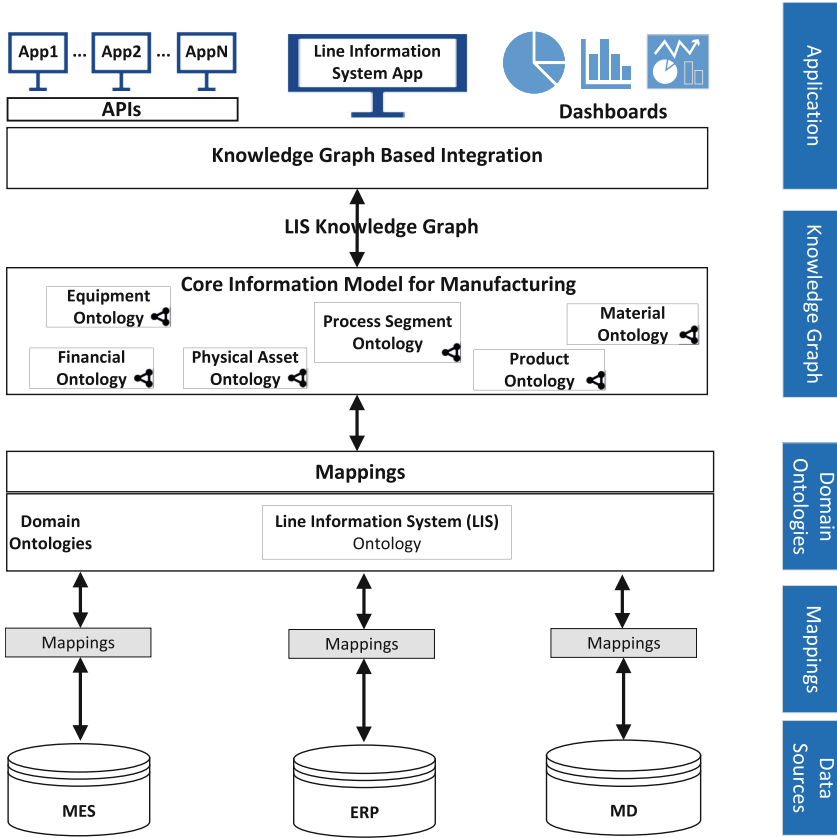 App1 ... App2 ... AppN
APIs
Line Information
System App
Dashboards
Application
Knowledge Graph Based Integration
LIS Knowledge Graph
Knowledge Graph
Core Information Model for Manufacturing
Equipment
Ontology
Financial
Ontology
Physical Asset
Ontology
Process Segment
Ontology
Product
Ontology
Material
Ontology
Mappings
Domain
Ontologies
Line Information System (LIS)
Ontology
Domain
Ontologies
Mappings
Mappings
Mappings
Mappings
MES
ERP
MD
Data
Sources